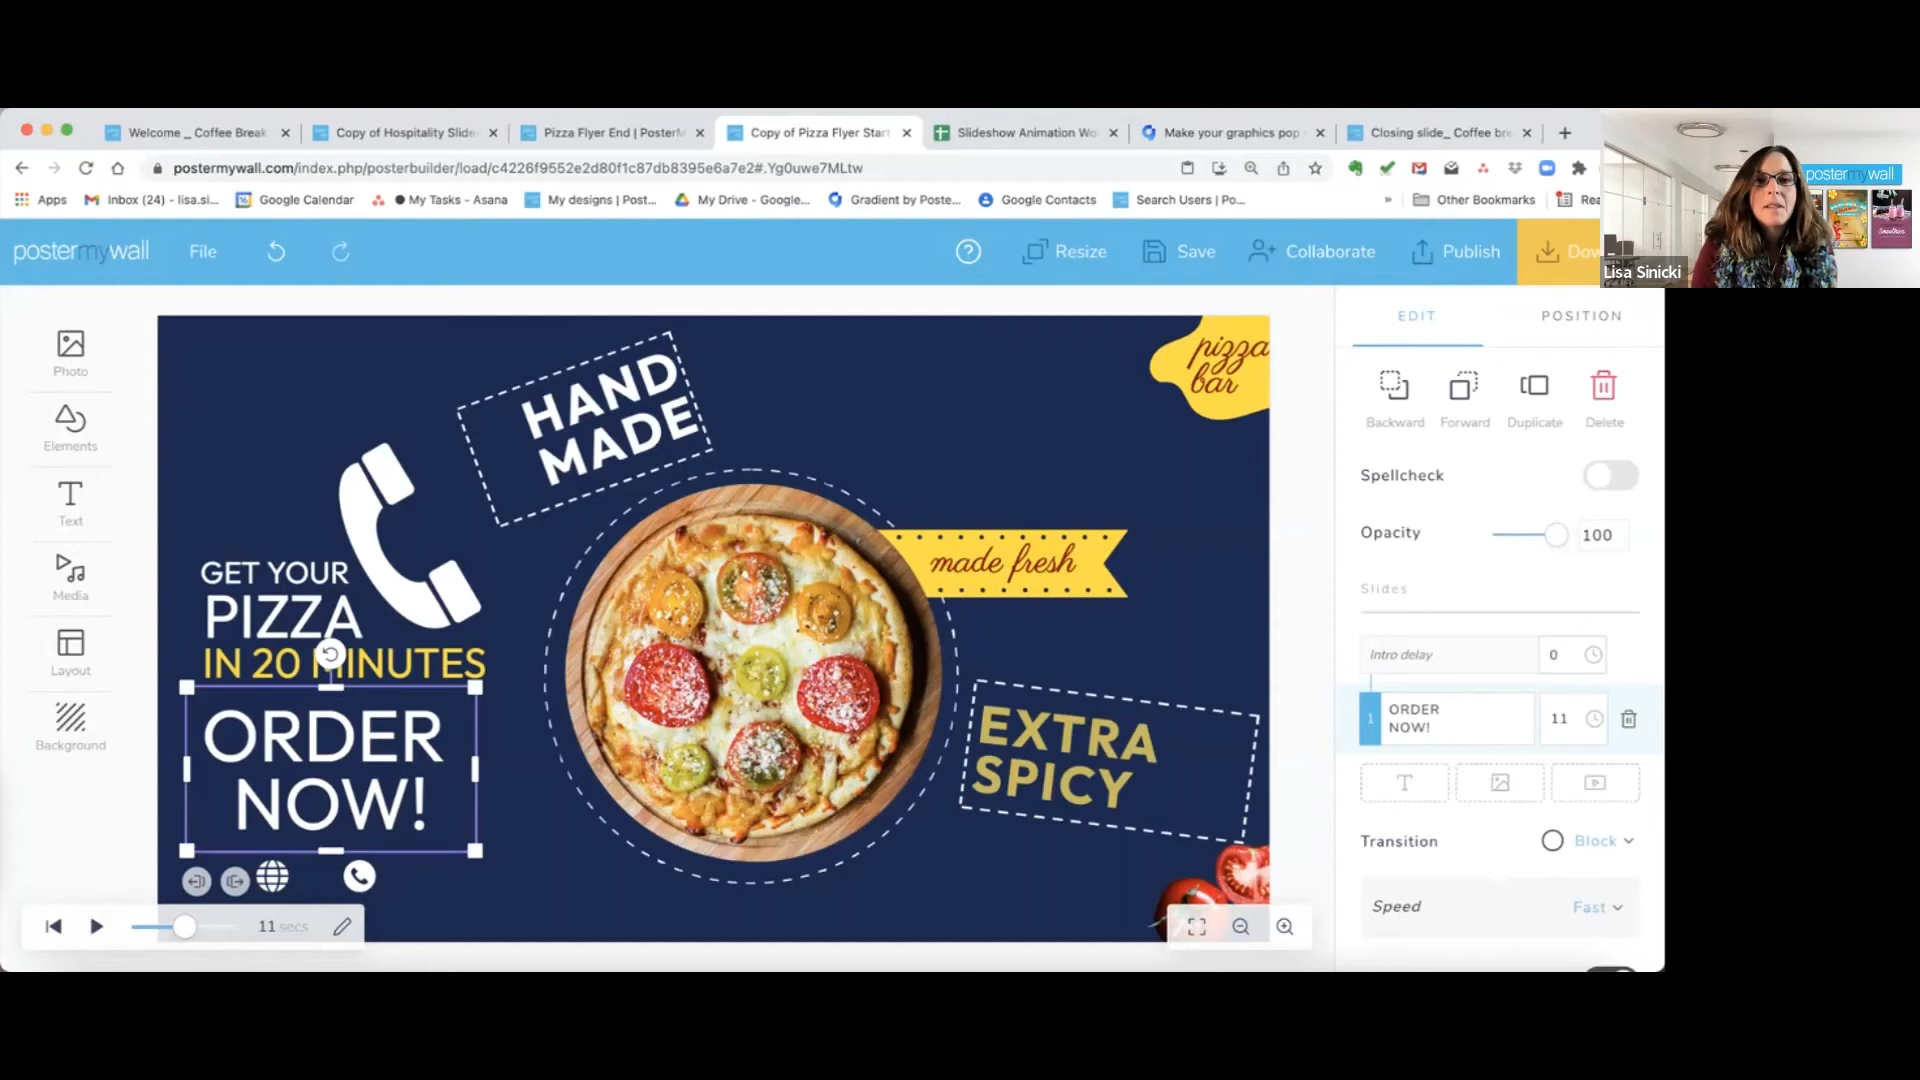 Welcome _ Coffee Break
Copy of Hospitality Slide
Pizza Flyer End | PosterM
Copy of Pizza Flyer Start
Slideshow Animation Wo
Make your graphics pop
Closing slide_ Coffee bre
postermywall.com/index.php/posterbuilder/load/c4226f9552e2d80f1c87db8395e6a7e2#.Yg0uwe7MLtw
Apps
Inbox (24) - lisa.si...
Google Calendar
My Tasks - Asana
My designs | Post...
My Drive - Google...
Gradient by Poste...
Google Contacts
Search Users | Po...
»
Other Bookmarks
Rea
postermywall
Lisa Sinicki
postermywall
File
Resize
Save
Collaborate
Publish
Dow
Photo
Elements
Text
Media
Layout
Background
HAND
MADE
pizza
bar
GET YOUR
PIZZA
IN 20 MINUTES
ORDER
NOW!
made fresh
EXTRA
SPICY
11 secs
EDIT
POSITION
Backward
Forward
Duplicate
Delete
Spellcheck
Opacity
100
Slides
Intro delay
0
1
ORDER
NOW!
11
Transition
Block
Speed
Fast